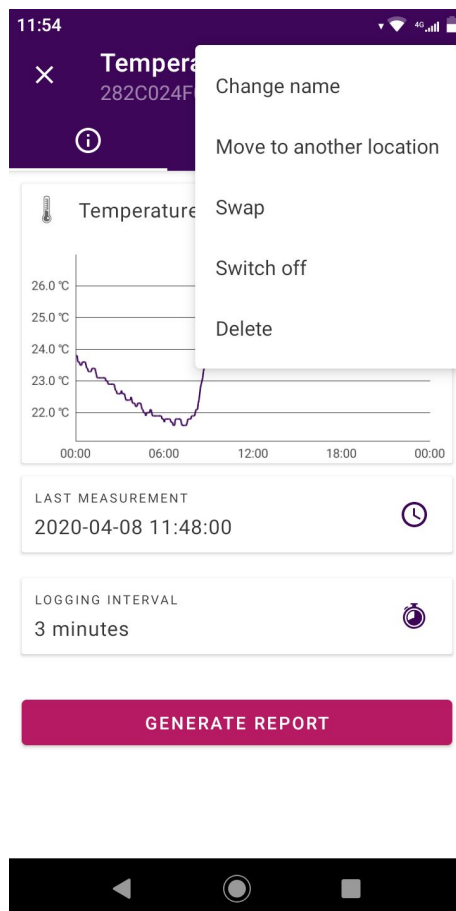 11:54
4G
Tempera
282C024F
Change name
Move to another location
Swap
Switch off
Delete
Temperature
26.0 °C
25.0 °C
24.0 °C
23.0 °C
22.0 °C
00:00 06:00 12:00 18:00 00:00
LAST MEASUREMENT
2020-04-08 11:48:00
LOGGING INTERVAL
3 minutes
GENERATE REPORT